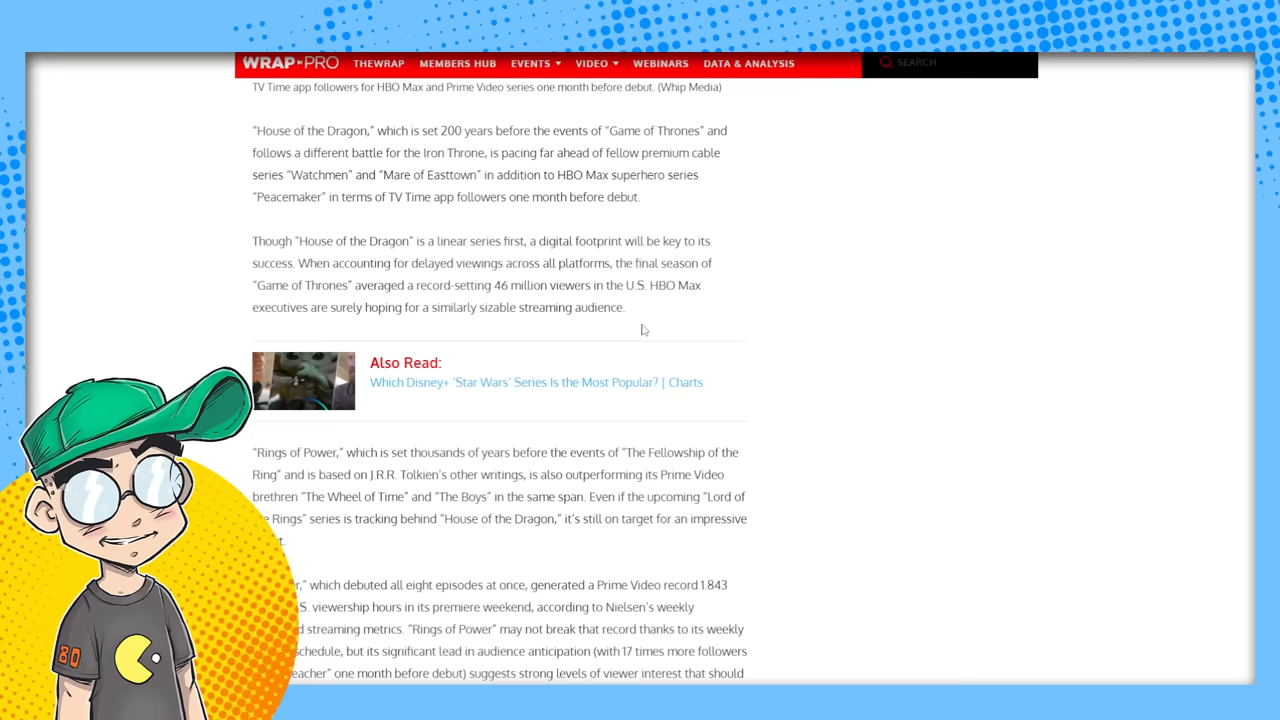 WRAP PRO THEWRAP MEMBERS HUB EVENTS VIDEO WEBINARS DATA & ANALYSIS SEARCH
TV Time app followers for HBO Max and Prime Video series one month before debut. (Whip Media)
“House of the Dragon,” which is set 200 years before the events of “Game of Thrones” and
follows a different battle for the Iron Throne, is pacing far ahead of fellow premium cable
series “Watchmen” and “Mare of Easttown” in addition to HBO Max superhero series
“Peacemaker” in terms of TV Time app followers one month before debut.
Though “House of the Dragon” is a linear series first, a digital footprint will be key to its
success. When accounting for delayed viewings across all platforms, the final season of
“Game of Thrones” averaged a record-setting 46 million viewers in the U.S. HBO Max
executives are surely hoping for a similarly sizable streaming audience.
Also Read:
Which Disney+ ‘Star Wars’ Series Is the Most Popular? | Charts
“Rings of Power,” which is set thousands of years before the events of “The Fellowship of the
Ring” and is based on J.R.R. Tolkien’s other writings, is also outperforming its Prime Video
brethren “The Wheel of Time” and “The Boys” in the same span. Even if the upcoming “Lord of
Rings” series is tracking behind “House of the Dragon,” it’s still on target for an impressive
which debuted all eight episodes at once, generated a Prime Video record 1.843
viewership hours in its premiere weekend, according to Nielsen’s weekly
streaming metrics. “Rings of Power” may not break that record thanks to its weekly
schedule, but its significant lead in audience anticipation (with 17 times more followers
one month before debut) suggests strong levels of viewer interest that should
80